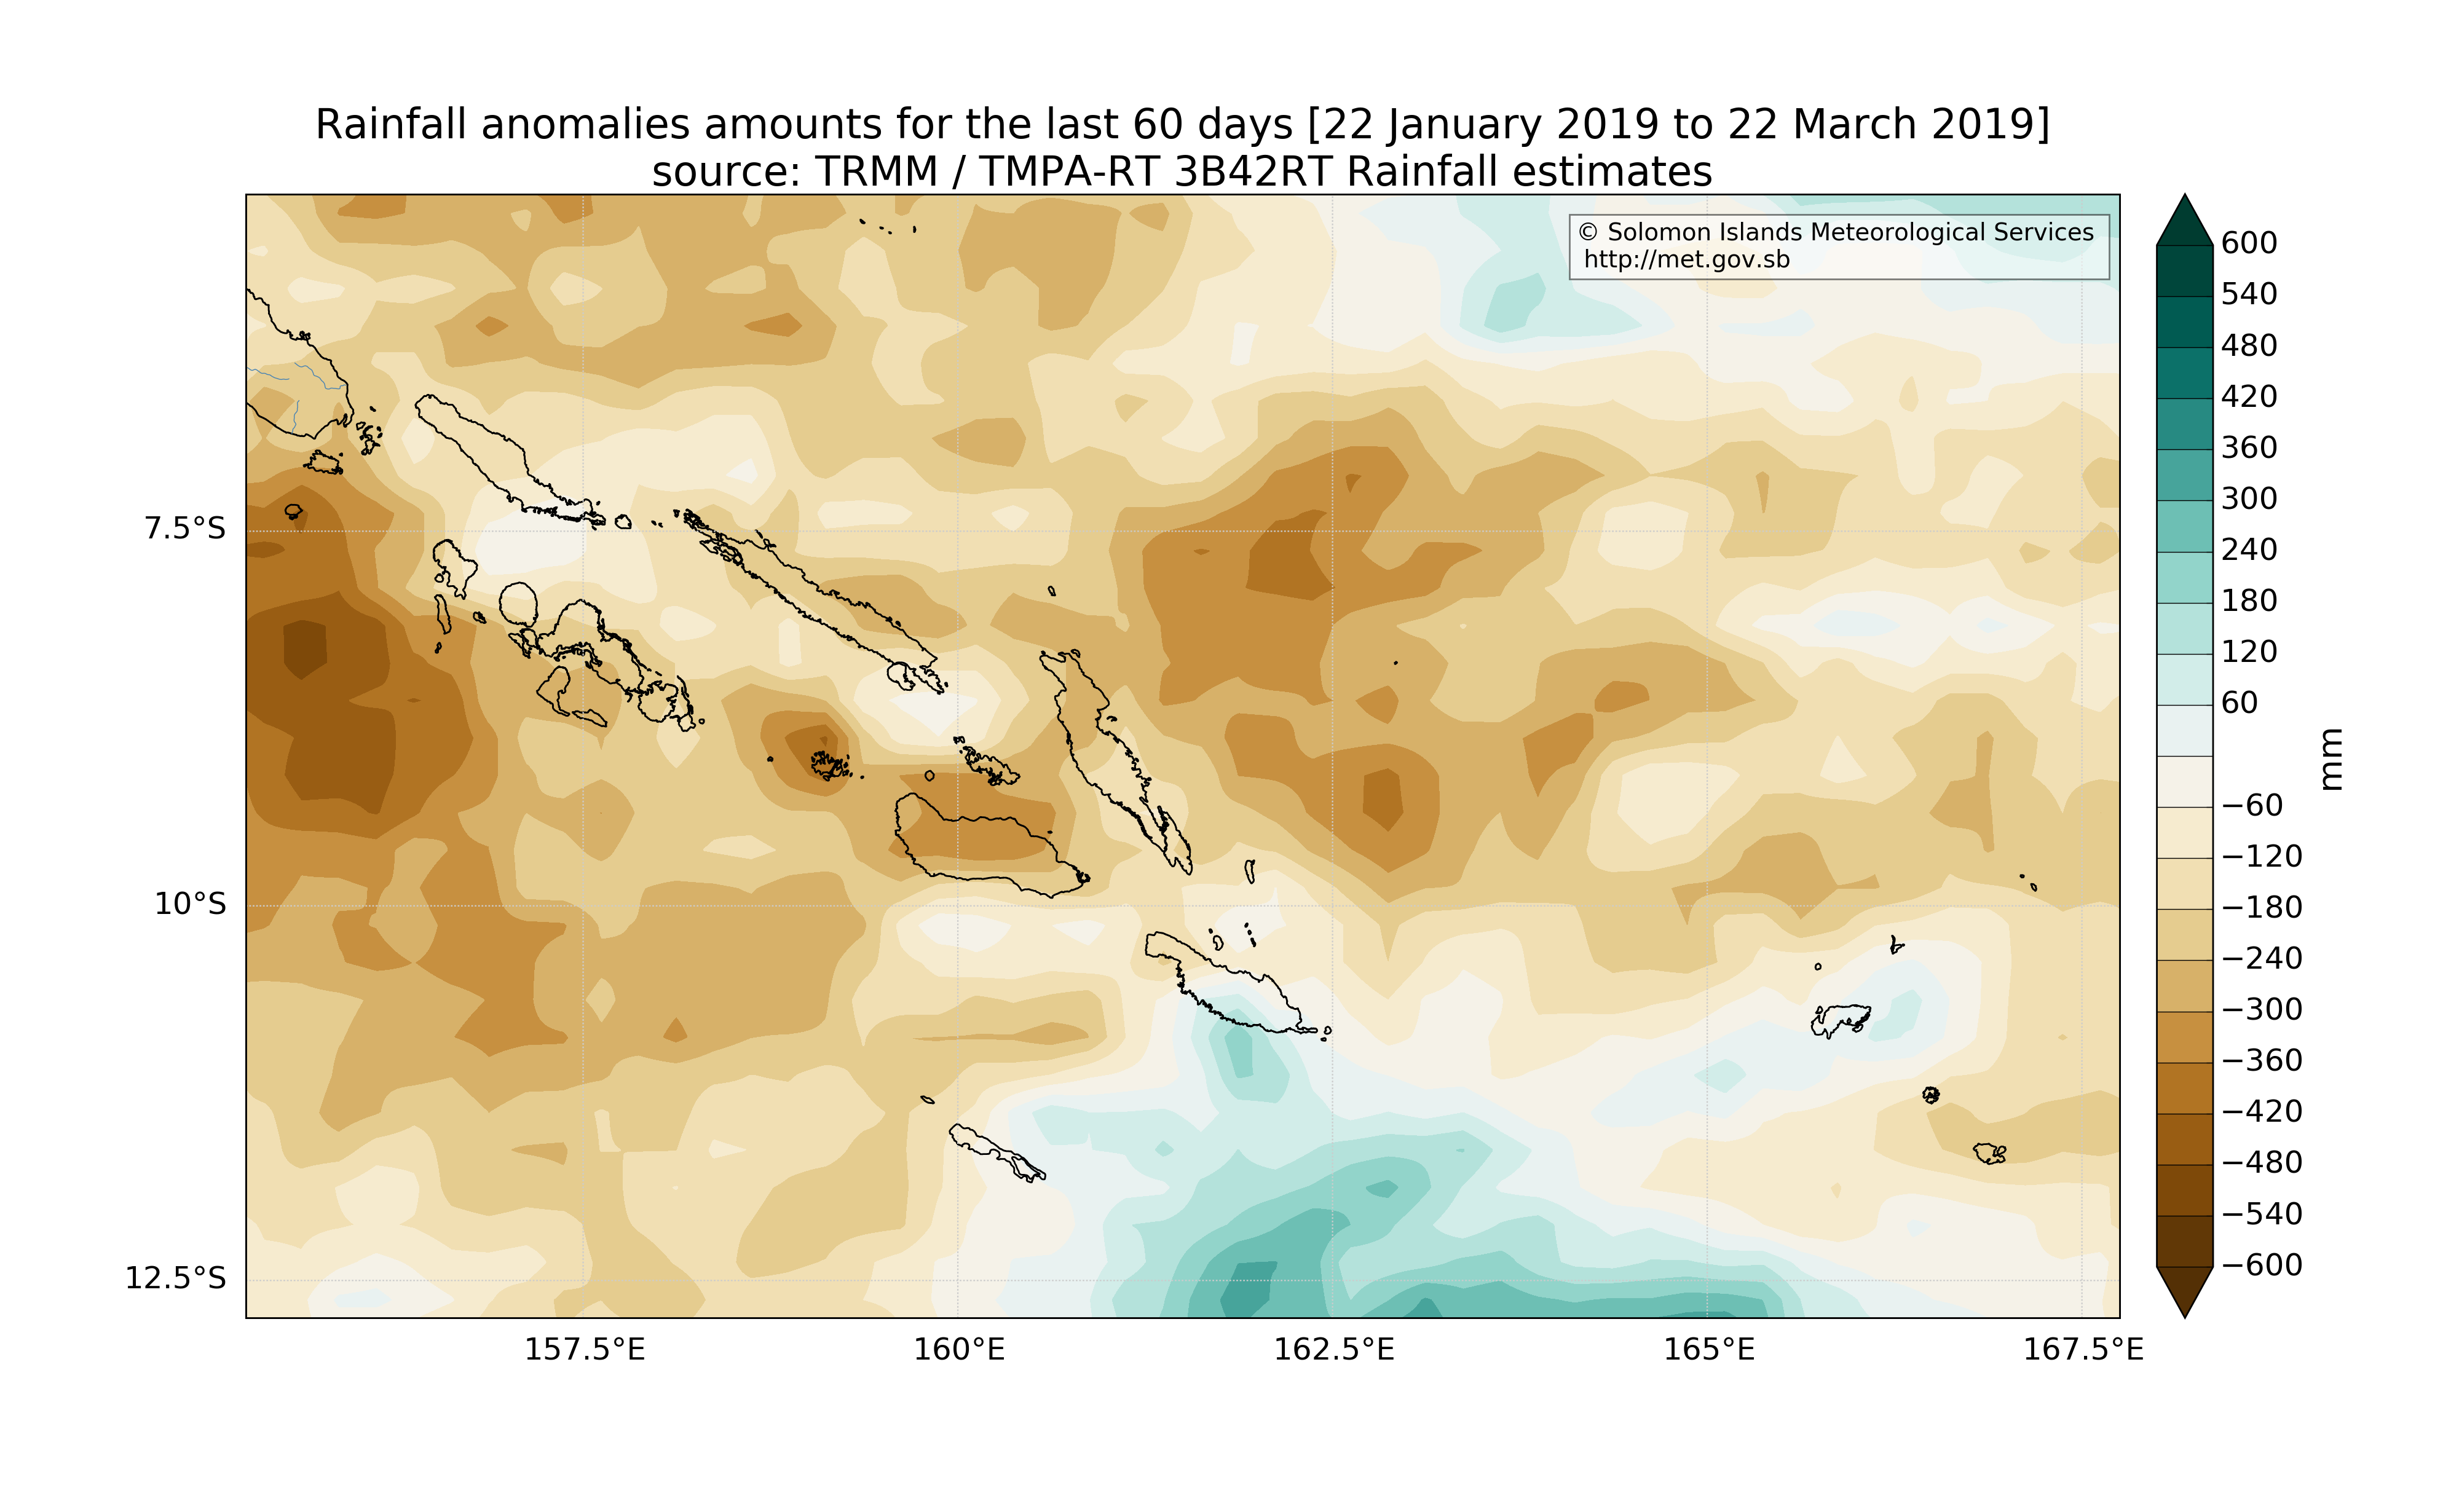 Rainfall anomalies amounts for the last 60 days [22 January 2019 to 22 March 2019]
source: TRMM / TMPA-RT 3B42RT Rainfall estimates
© Solomon Islands Meteorological Services
http://met.gov.sb
7.5°S
10°S
12.5°S
157.5°E
160°E
162.5°E
165°E
167.5°E
600
540
480
420
360
300
240
180
120
60
−60
−120
−180
−240
−300
−360
−420
−480
−540
−600
mm